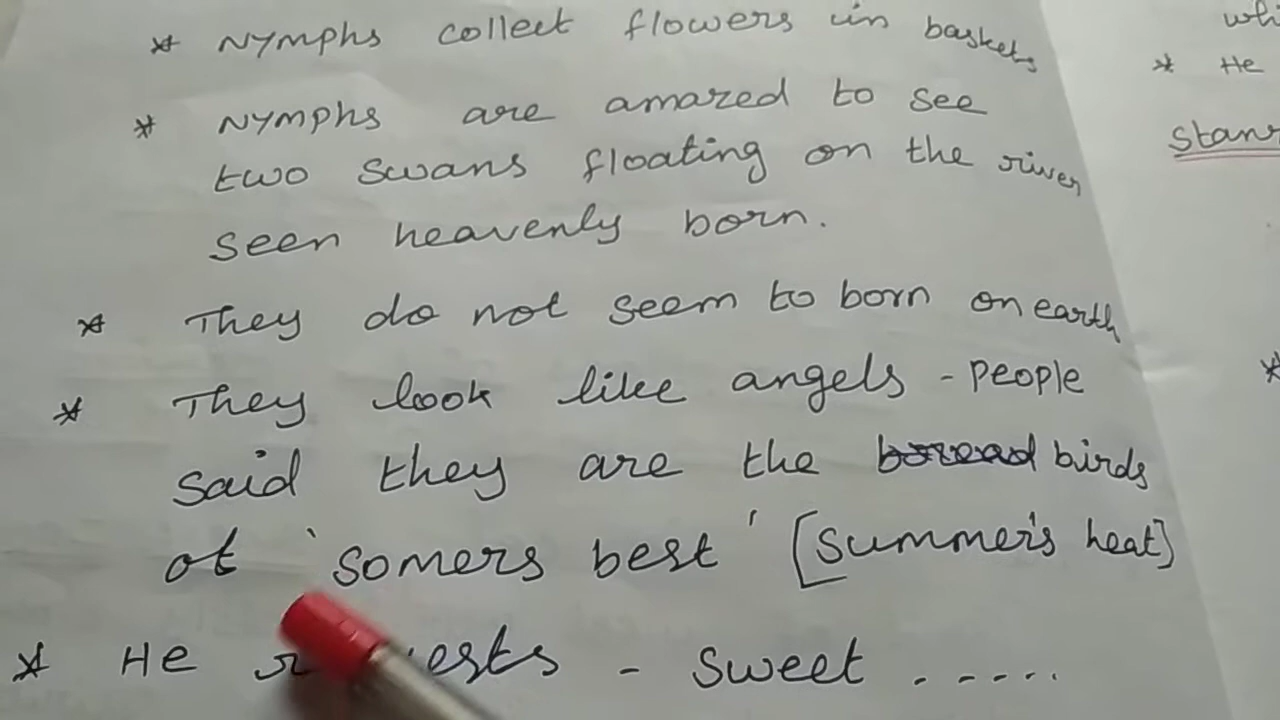 * Nymphs collect flowers in baskets
* Nymphs are amazed to see
two swans floating on the river
seen heavenly born.
* They do not seem to born on earth
* They look like angels - people
said they are the birds
of 'somers best' [summer's heat]
* He - sweet .....
* He
*